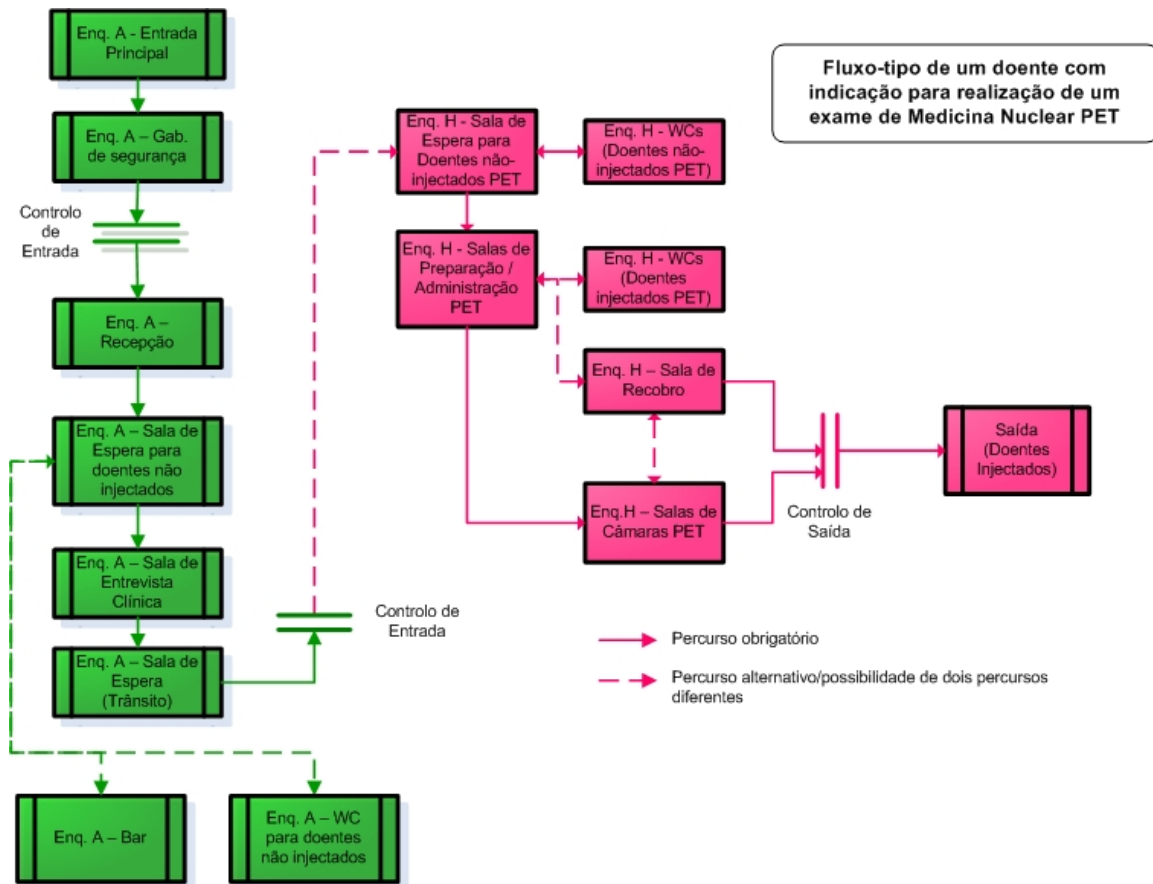 Enq. A - Entrada
Principal
Enq. A – Gab.
de segurança
Controlo
de
Entrada
Enq. A –
Recepção
Enq. A – Sala de
Espera para
doentes não
injectados
Enq. A – Sala de
Entrevista
Clínica
Enq. A – Sala de
Espera
(Trânsito)
Enq. A – Bar
Enq. A – WC
para doentes
não injectados
Controlo de
Entrada
Fluxo-tipo de um doente com
indicação para realização de um
exame de Medicina Nuclear PET
Enq. H - Sala de
Espera para
Doentes não-
injectados PET
Enq. H - WCs
(Doentes não-
injectados PET)
Enq. H - Salas de
Preparação /
Administração
PET
Enq. H - WCs
(Doentes
injectados PET)
Enq. H – Sala de
Recobro
Enq.H – Salas de
Câmaras PET
Controlo de
Saída
Saída
(Doentes
Injectados)
Percurso obrigatório
Percurso alternativo/possibilidade de dois percursos
diferentes